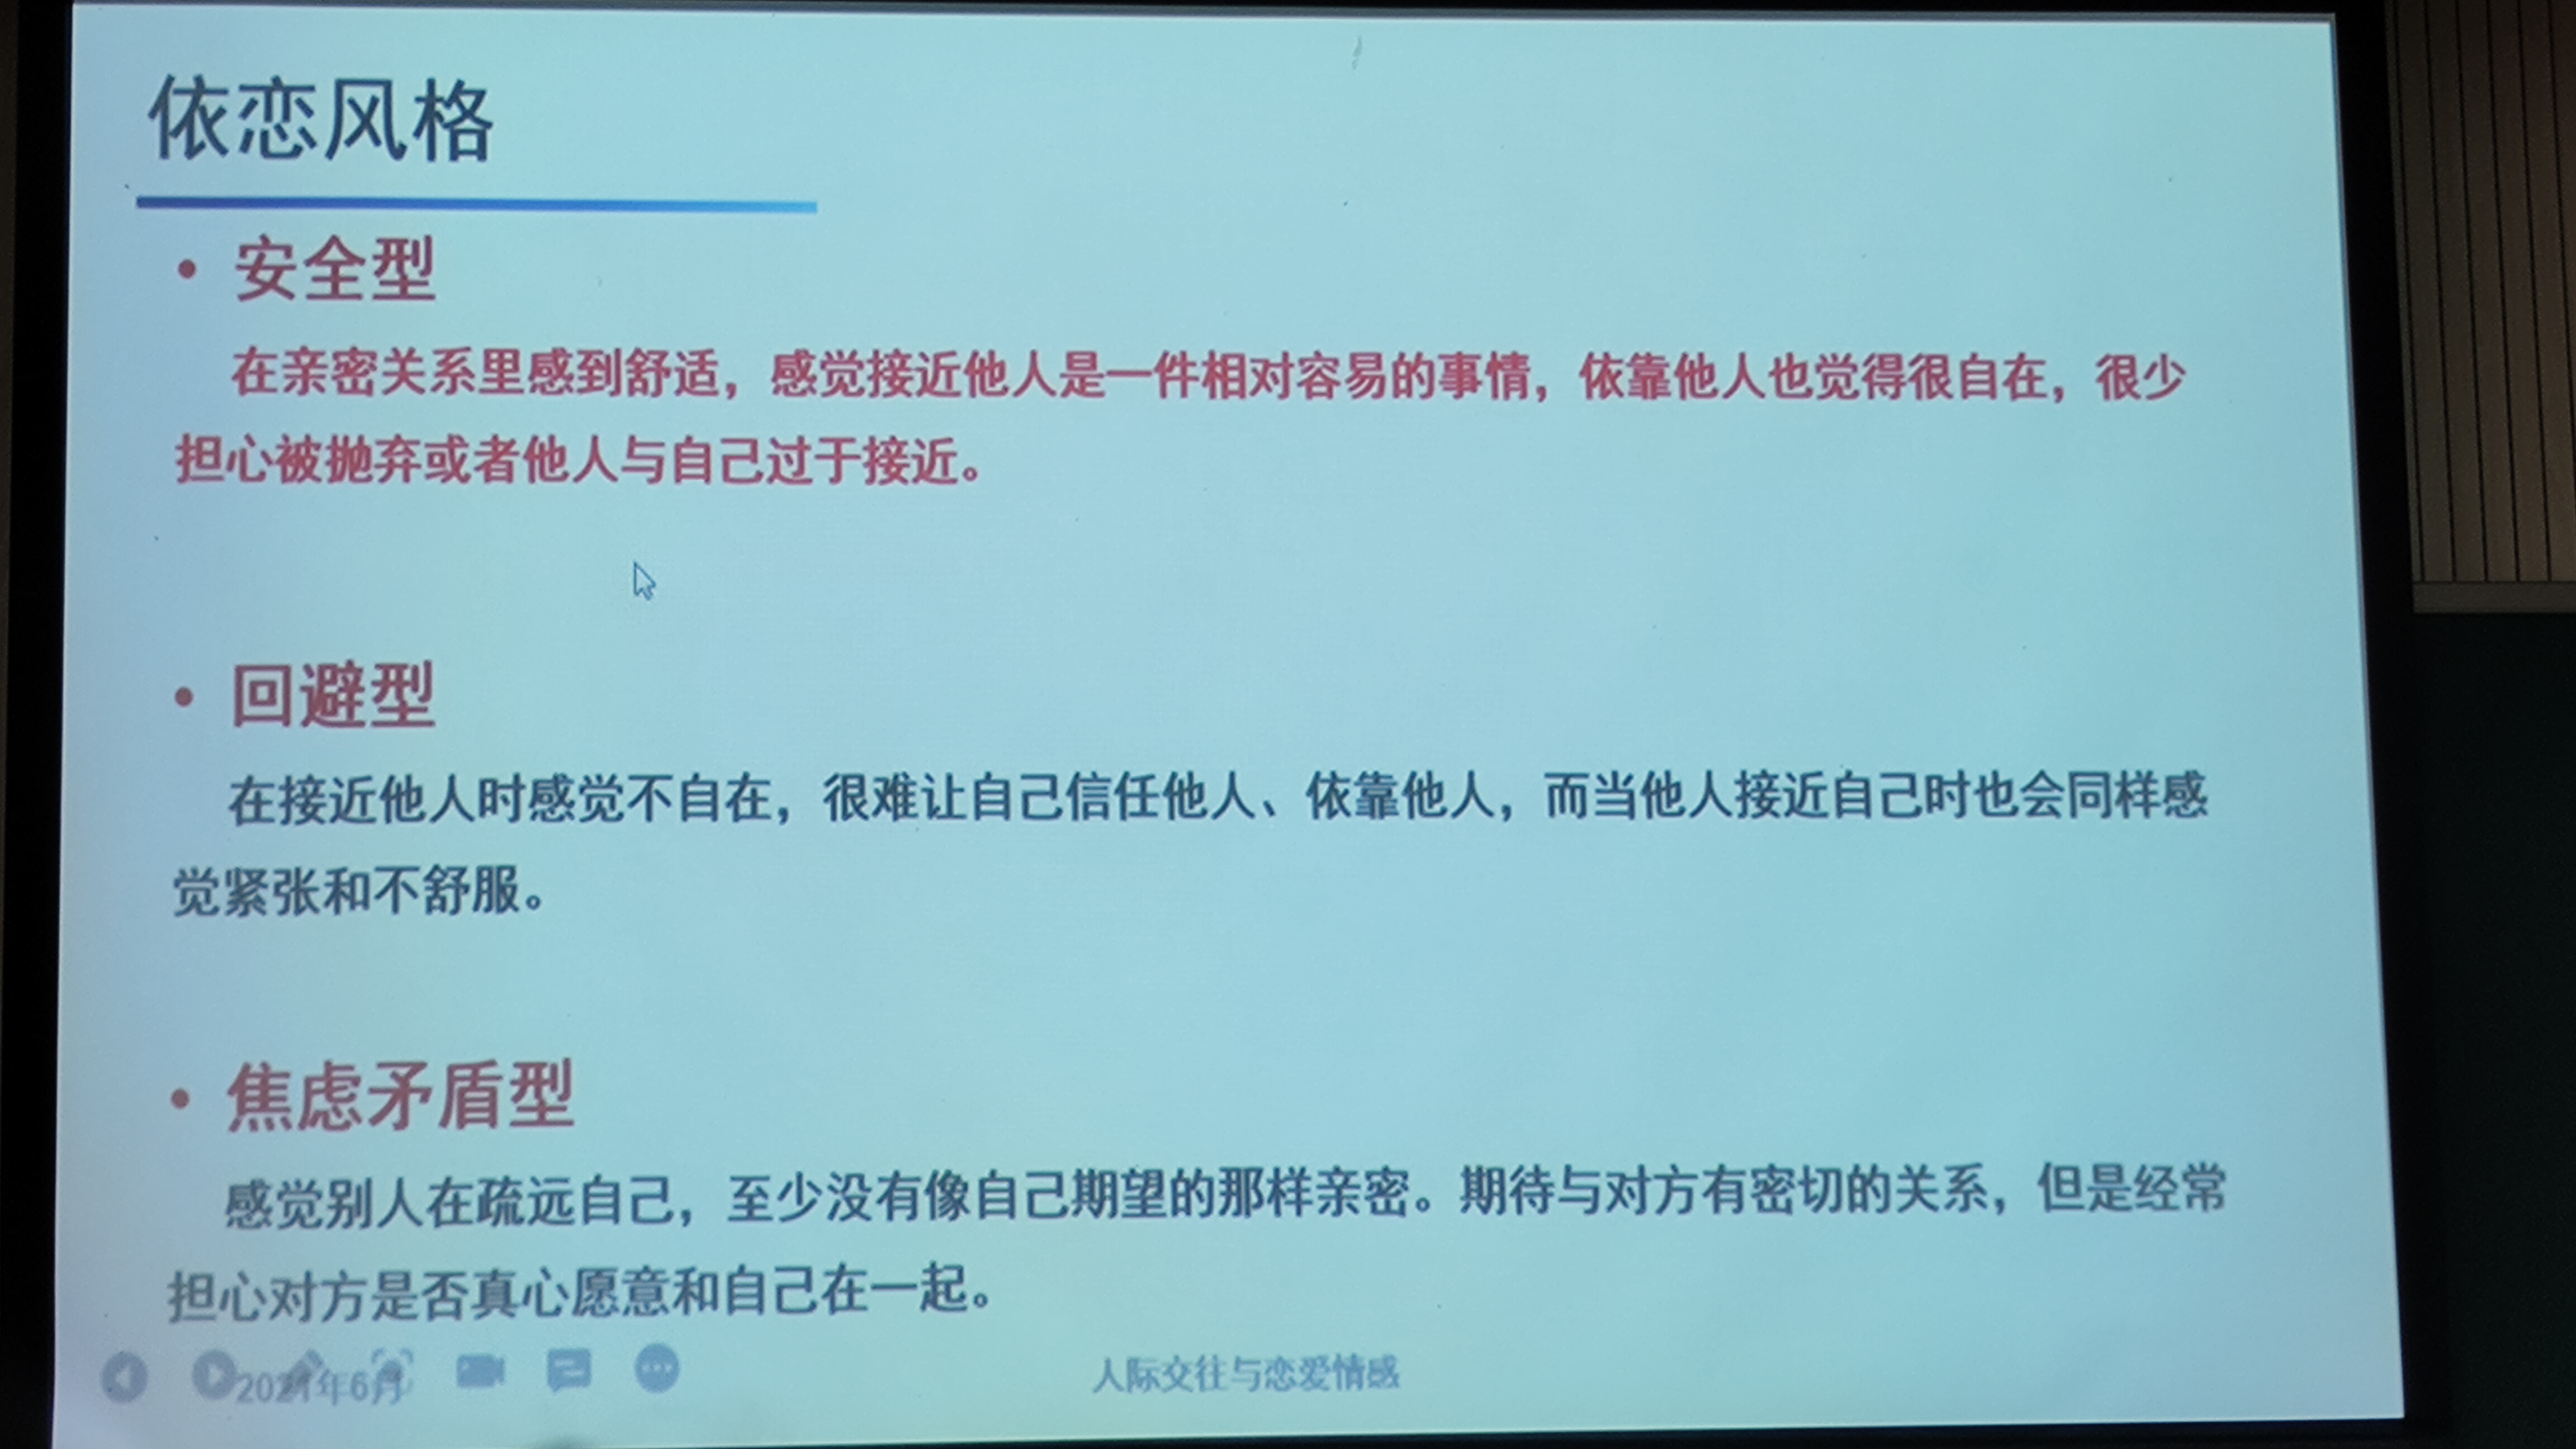 依恋风格
• 安全型
在亲密关系里感到舒适，感觉接近他人是一件相对容易的事情，依靠他人也觉得很自在，很少
担心被抛弃或者他人与自己过于接近。
• 回避型
在接近他人时感觉不自在，很难让自己信任他人、依靠他人，而当他人接近自己时也会同样感
觉紧张和不舒服。
• 焦虑矛盾型
感觉别人在疏远自己，至少没有像自己期望的那样亲密。期待与对方有密切的关系，但是经常
担心对方是否真心愿意和自己在一起。
人际交往与恋爱情感